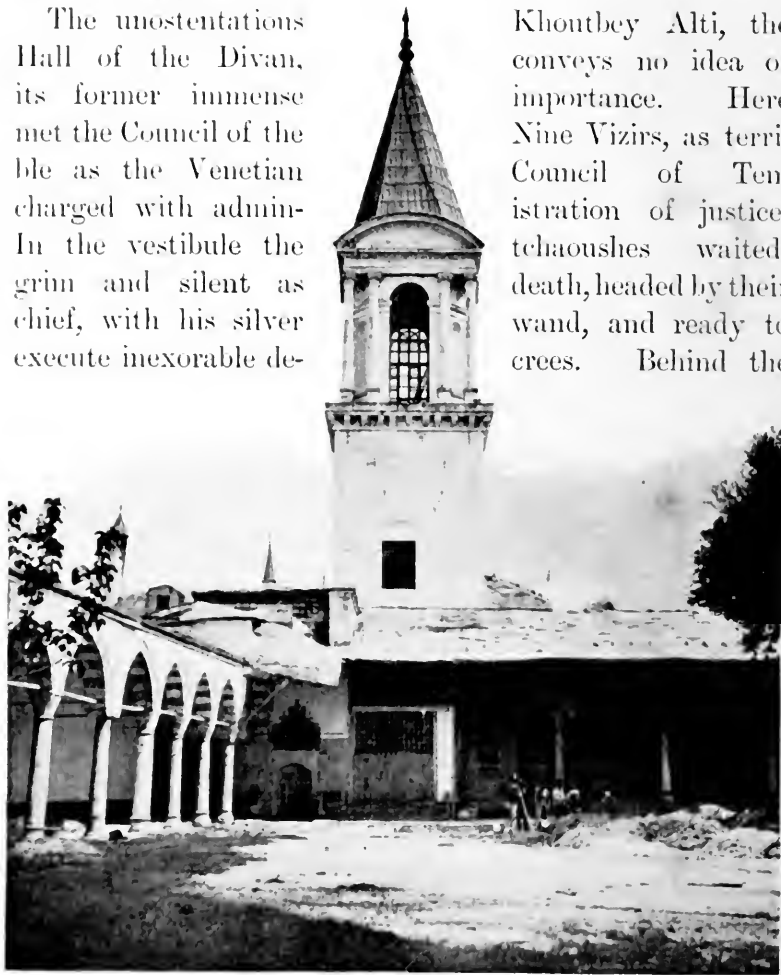 The unostentatious Khoutbey Alti, the
Hall of the Divan, conveys no idea o
its former immense importance. Here
met the Council of the Nine Vizirs, as terri
ble as the Venetian Council of Ten
charged with admin- istration of justice
In the vestibule the tchaoushes waited
grim and silent as death, headed by their
chief, with his silver wand, and ready to
execute inexorable de- crees. Behind the